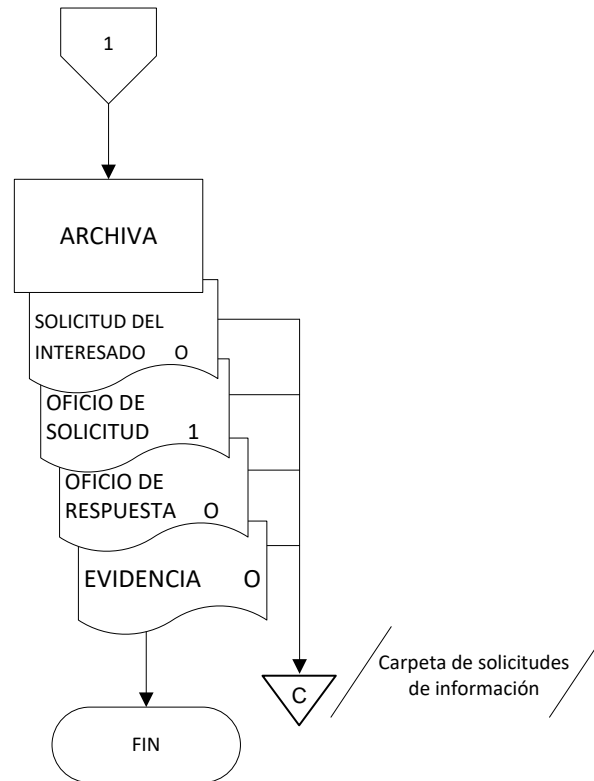 1
ARCHIVA
SOLICITUD DEL
INTERESADO O
OFICIO DE
SOLICITUD 1
OFICIO DE
RESPUESTA O
EVIDENCIA O
Carpeta de solicitudes
de información
C
FIN